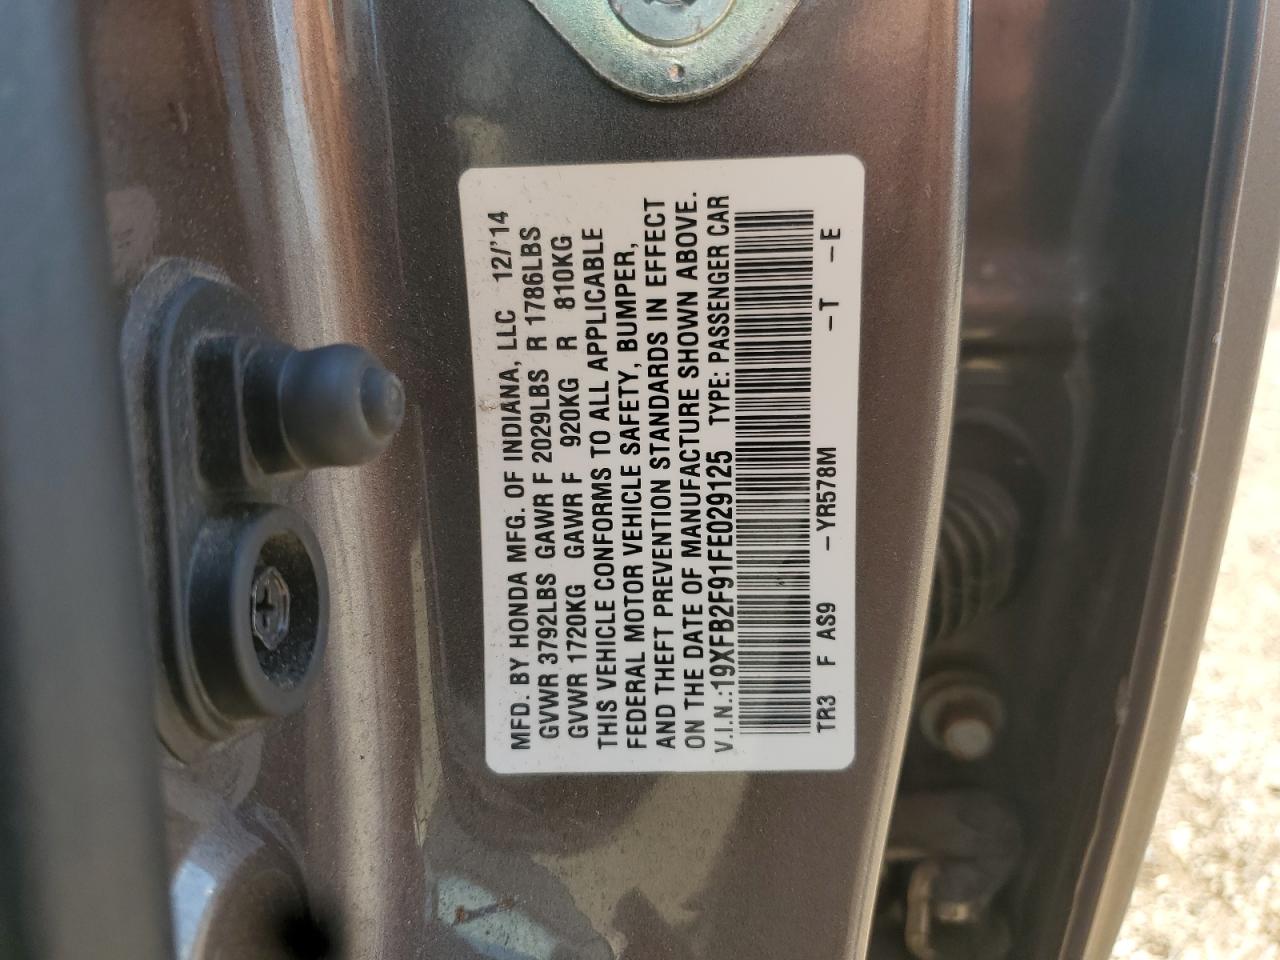 MFD. BY HONDA MFG. OF INDIANA, LLC 12/'14
GVWR 3792LBS GAWR F 2029LBS R 1786LBS
GVWR 1720KG GAWR F 920KG R 810KG
THIS VEHICLE CONFORMS TO ALL APPLICABLE
FEDERAL MOTOR VEHICLE SAFETY, BUMPER,
AND THEFT PREVENTION STANDARDS IN EFFECT
ON THE DATE OF MANUFACTURE SHOWN ABOVE.
V.I.N.:19XFB2F91FE029125 TYPE: PASSENGER CAR
TR3 F AS9 -YR578M -T -E